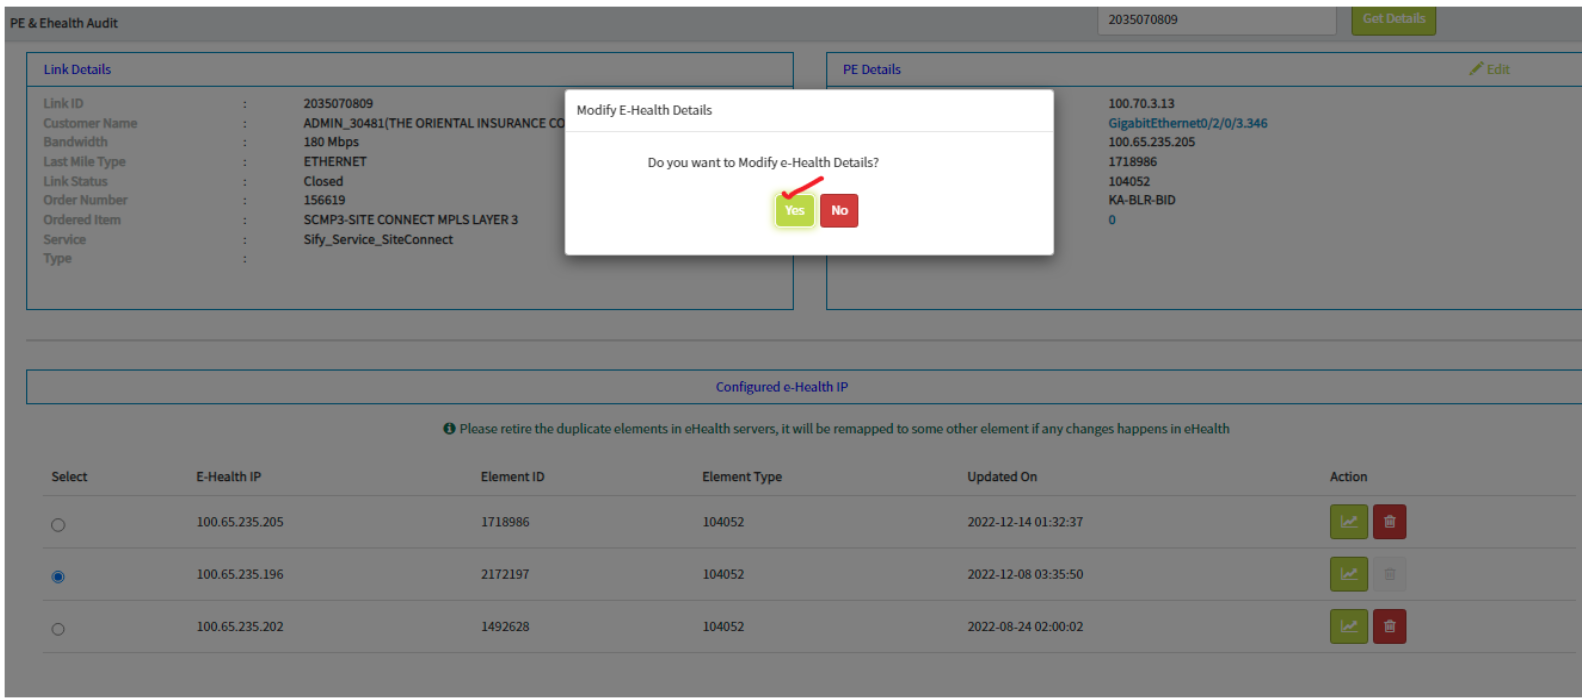 PE & Ehealth Audit
2035070809
Get Details
Link Details
Link ID : 2035070809
Customer Name : ADMIN_30481(THE ORIENTAL INSURANCE CO
Bandwidth : 180 Mbps
Last Mile Type : ETHERNET
Link Status : Closed
Order Number : 156619
Ordered Item : SCMP3-SITE CONNECT MPLS LAYER 3
Service : Sify_Service_SiteConnect
Type :
PE Details
Edit
100.70.3.13
GigabitEthernet0/2/0/3.346
100.65.235.205
1718986
104052
KA-BLR-BID
0
Modify E-Health Details
Do you want to Modify e-Health Details?
Yes No
Configured e-Health IP
Please retire the duplicate elements in eHealth servers, it will be remapped to some other element if any changes happens in eHealth
Select E-Health IP Element ID Element Type Updated On Action
100.65.235.205 1718986 104052 2022-12-14 01:32:37
100.65.235.196 2172197 104052 2022-12-08 03:35:50
100.65.235.202 1492628 104052 2022-08-24 02:00:02